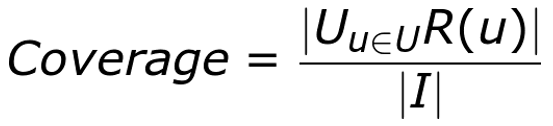 Coverage = |U_{u∈U}R(u)| / |I|